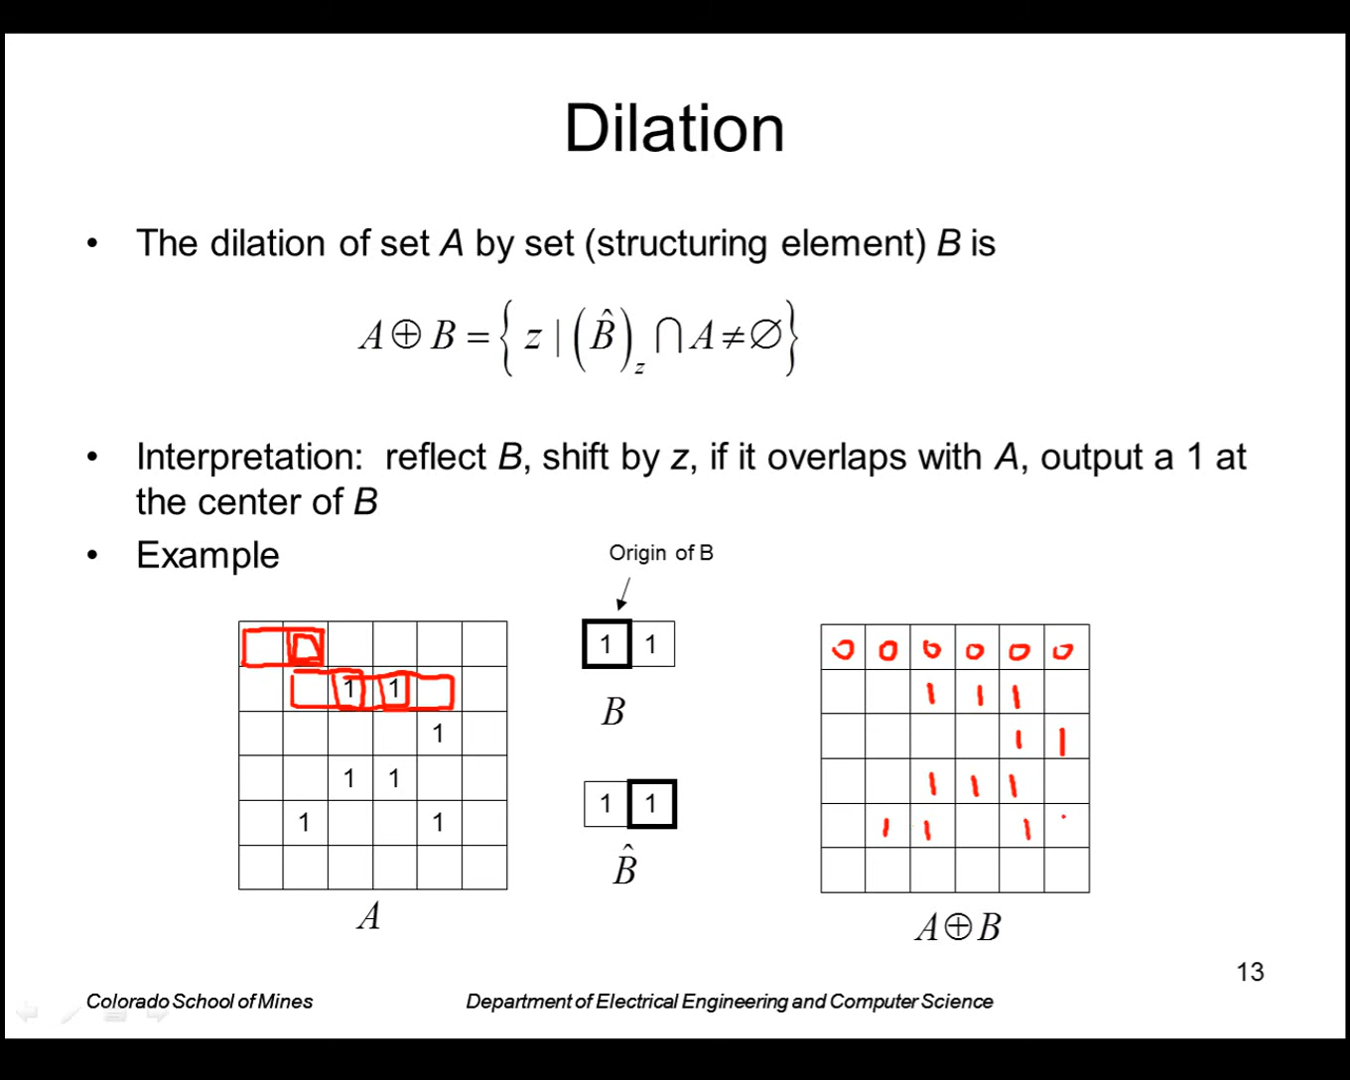 Dilation
• The dilation of set A by set (structuring element) B is
A ⊕ B = { z | (B̂)z ∩ A ≠ ∅ }
• Interpretation: reflect B, shift by z, if it overlaps with A, output a 1 at
the center of B
• Example
Origin of B
1 1
B
1 1
B̂
1 1
1
1 1
1 1
A
0 0 0 0 0 0
1 1 1
1 1
1 1 1
1 1 1
A ⊕ B
13
Colorado School of Mines
Department of Electrical Engineering and Computer Science